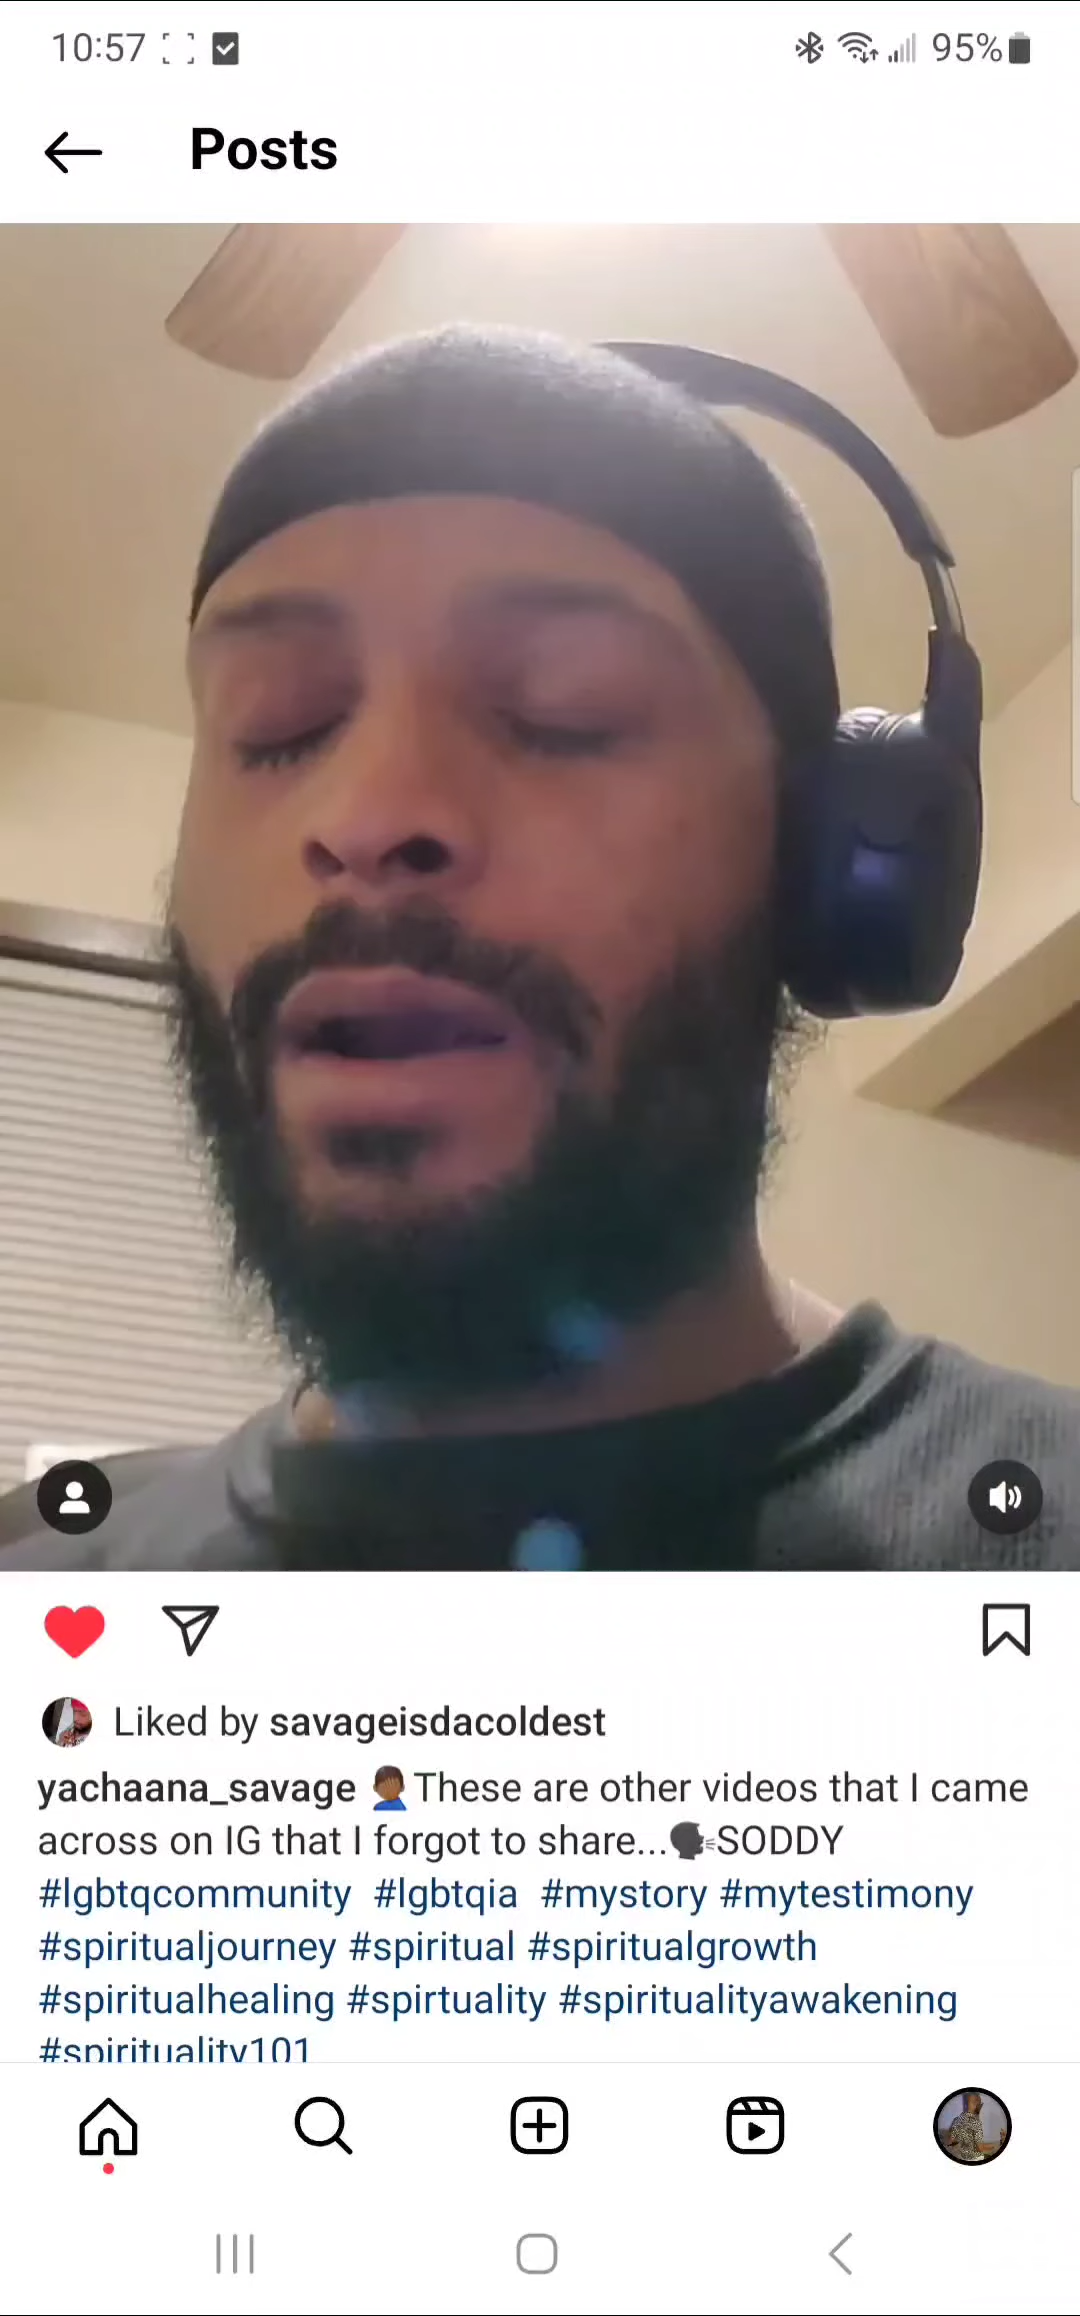 10:57 95%
Posts
Liked by savageisdacoldest
yachaana_savage 🤦🏾‍♂️These are other videos that I came
across on IG that I forgot to share...🗣️SODDY
#lgbtqcommunity #lgbtqia #mystory #mytestimony
#spiritualjourney #spiritual #spiritualgrowth
#spiritualhealing #spirtuality #spiritualityawakening
#spirituality101